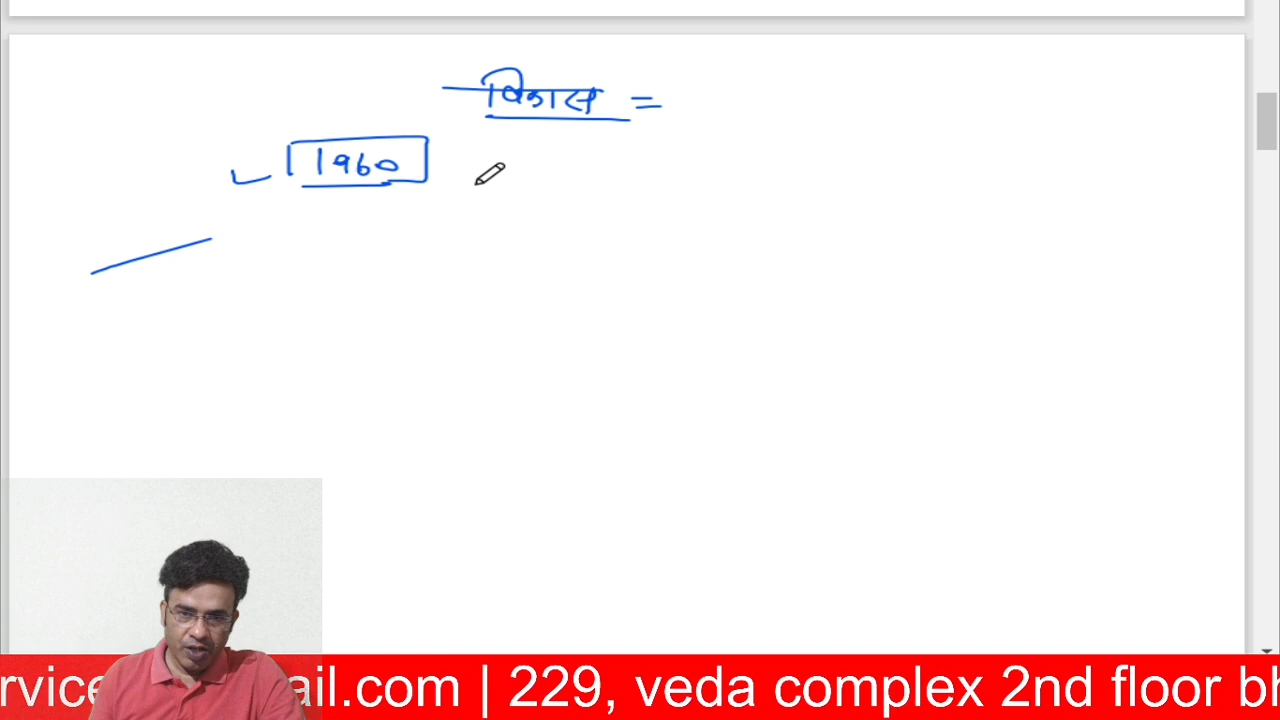 विकास =
1960
rvice ail.com | 229, veda complex 2nd floor bh